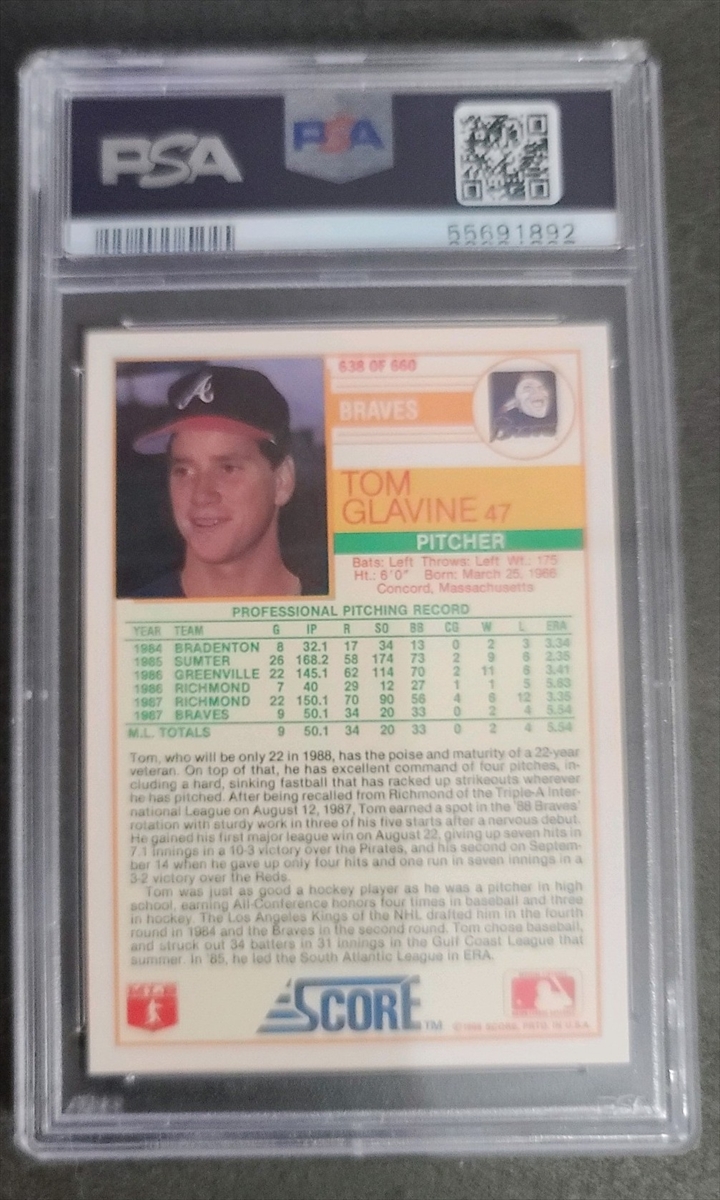 PSA
PSA
55691892
638 OF 660
BRAVES
TOM
GLAVINE 47
PITCHER
Bats: Left Throws: Left Wt.: 175
Ht.: 6'0" Born: March 25, 1966
Concord, Massachusetts
PROFESSIONAL PITCHING RECORD
YEAR TEAM G IP R SO BB CG W L ERA
1984 BRADENTON 8 32.1 17 34 13 0 2 3 3.34
1985 SUMTER 26 168.2 58 174 73 2 9 6 2.35
1986 GREENVILLE 22 145.1 62 114 70 2 11 6 3.41
1986 RICHMOND 7 40 29 12 27 1 1 5 5.63
1987 RICHMOND 22 150.1 70 90 56 4 6 12 3.35
1987 BRAVES 9 50.1 34 20 33 0 2 4 5.54
M.L. TOTALS 9 50.1 34 20 33 0 2 4 5.54
Tom, who will be only 22 in 1988, has the poise and maturity of a 22-year
veteran. On top of that, he has excellent command of four pitches, in-
cluding a hard, sinking fastball that has racked up strikeouts wherever
he has pitched. After being recalled from Richmond of the Triple-A Inter-
national League on August 12, 1987, Tom earned a spot in the '88 Braves'
rotation with sturdy work in three of his five starts after a nervous debut.
He gained his first major league win on August 22, giving up seven hits in
7.1 innings in a 10-3 victory over the Pirates, and his second on Septem-
ber 14 when he gave up only four hits and one run in seven innings in a
3-2 victory over the Reds.
Tom was just as good a hockey player as he was a pitcher in high
school, earning All-Conference honors four times in baseball and three
in hockey. The Los Angeles Kings of the NHL drafted him in the fourth
round in 1984 and the Braves in the second round. Tom chose baseball,
and struck out 34 batters in 31 innings in the Gulf Coast League that
summer. In '85, he led the South Atlantic League in ERA.
SCORE TM
©1988 SCORE, PRTD. IN U.S.A.